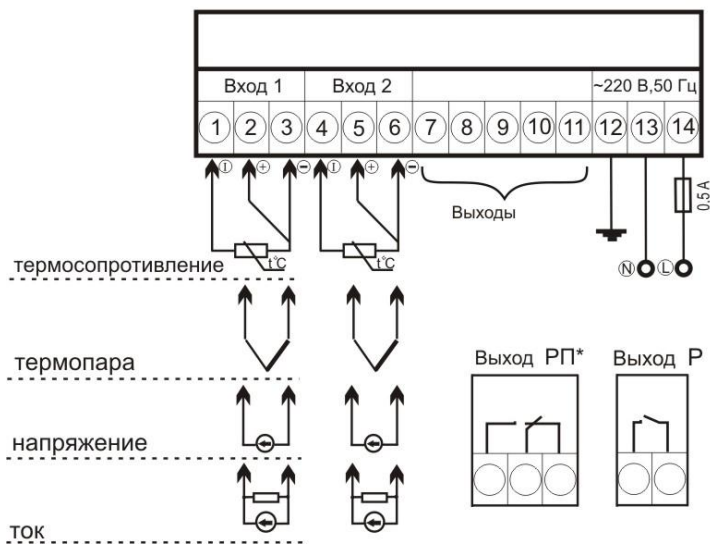 Вход 1 Вход 2 ~220 В,50 Гц
1 2 3 4 5 6 7 8 9 10 11 12 13 14
I + − I + −
0.5 А
Выходы
t°C t°C
N L
термосопротивление
термопара
Выход РП* Выход Р
напряжение
ток